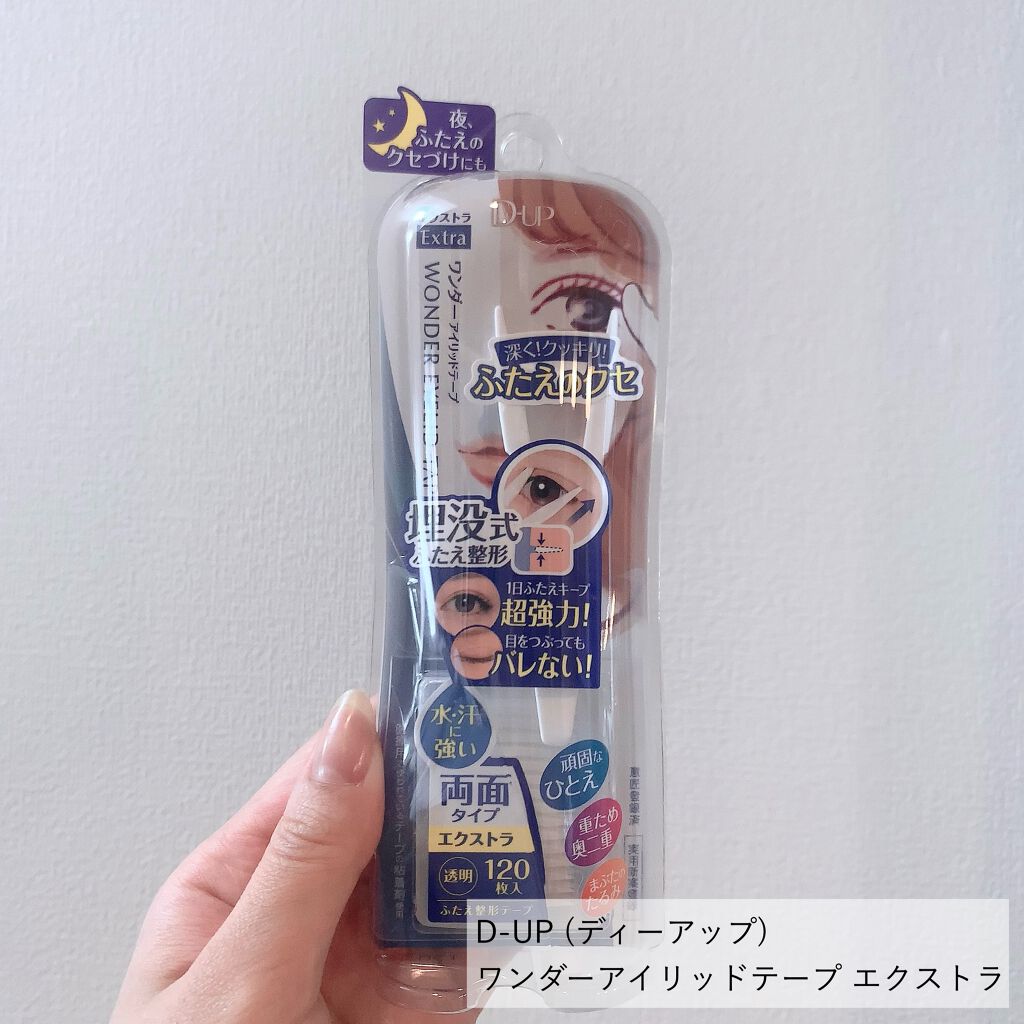 夜、
ふたえの
クセづけにも
D-UP
Extra
ワンダーアイリッドテープ
WONDER
深く!クッキリ!
ふたえのクセ
埋没式
ふたえ整形
1日ふたえキープ
超強力!
目をつぶっても
バレない!
水・汗
に
強い
両面
タイプ
エクストラ
透明
120
枚入
ふたえ整形テープ
頑固な
ひとえ
重ため
奥二重
まぶたの
たるみ
意匠登録済
D-UP (ディーアップ)
ワンダーアイリッドテープ エクストラ